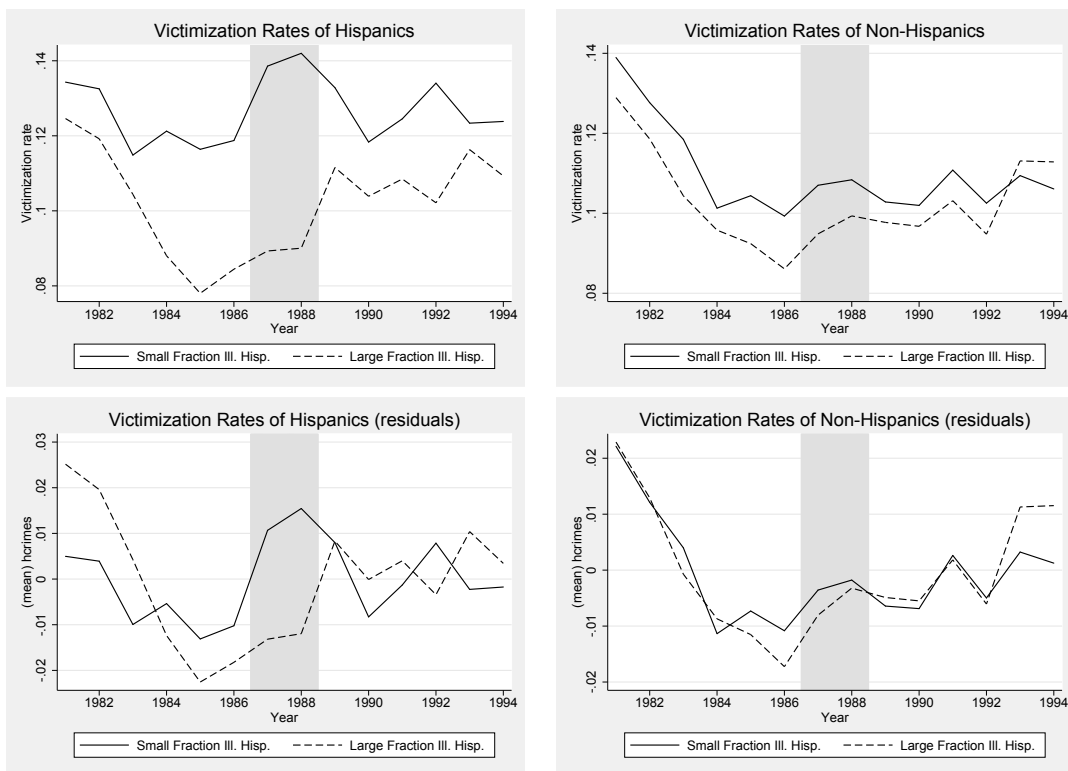 Victimization Rates of Hispanics
Victimization rate
.14
.12
.1
.08
1982 1984 1986 1988 1990 1992 1994
Year
Small Fraction Ill. Hisp. Large Fraction Ill. Hisp.
Victimization Rates of Non-Hispanics
Victimization rate
.14
.12
.1
.08
1982 1984 1986 1988 1990 1992 1994
Year
Small Fraction Ill. Hisp. Large Fraction Ill. Hisp.
Victimization Rates of Hispanics (residuals)
(mean) hcrimes
.03
.02
.01
0
-.01
-.02
1982 1984 1986 1988 1990 1992 1994
Year
Small Fraction Ill. Hisp. Large Fraction Ill. Hisp.
Victimization Rates of Non-Hispanics (residuals)
(mean) hcrimes
.02
.01
0
-.01
-.02
1982 1984 1986 1988 1990 1992 1994
Year
Small Fraction Ill. Hisp. Large Fraction Ill. Hisp.